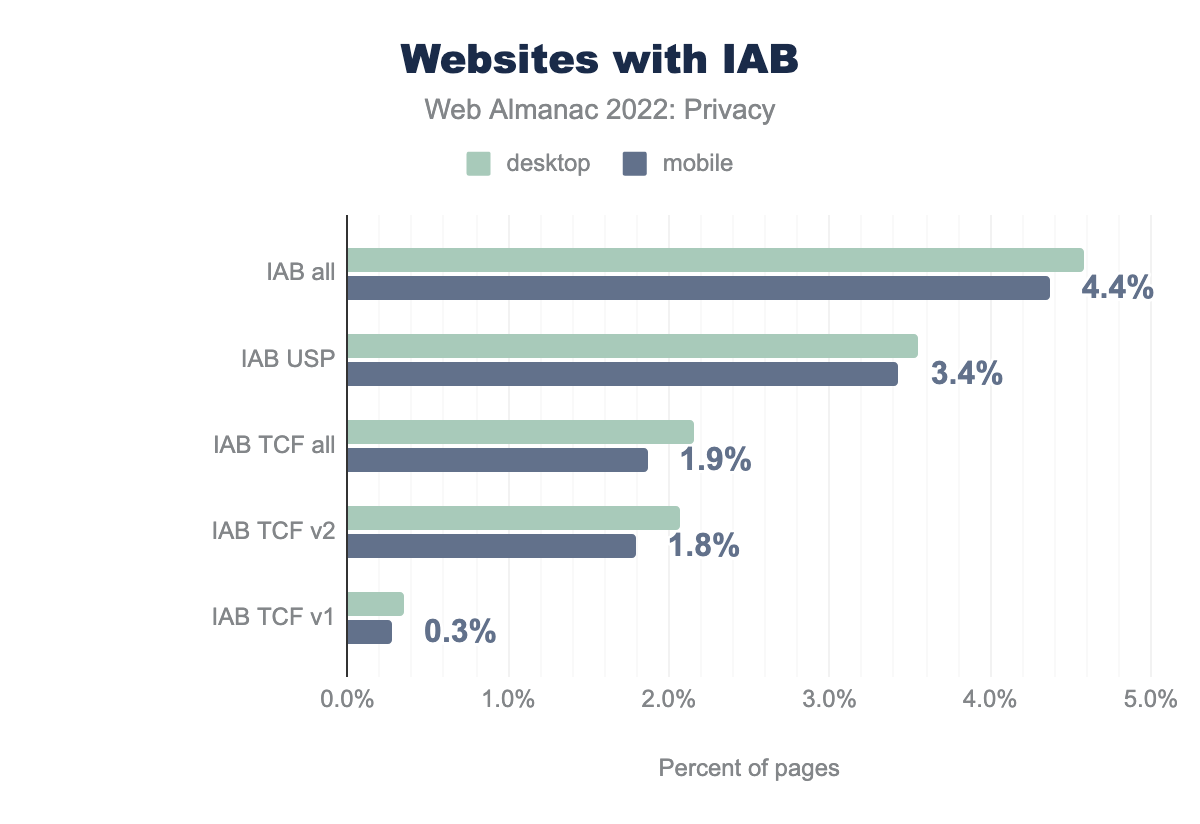 Websites with IAB
Web Almanac 2022: Privacy
desktop mobile
IAB all
4.4%
IAB USP
3.4%
IAB TCF all
1.9%
IAB TCF v2
1.8%
IAB TCF v1
0.3%
0.0% 1.0% 2.0% 3.0% 4.0% 5.0%
Percent of pages